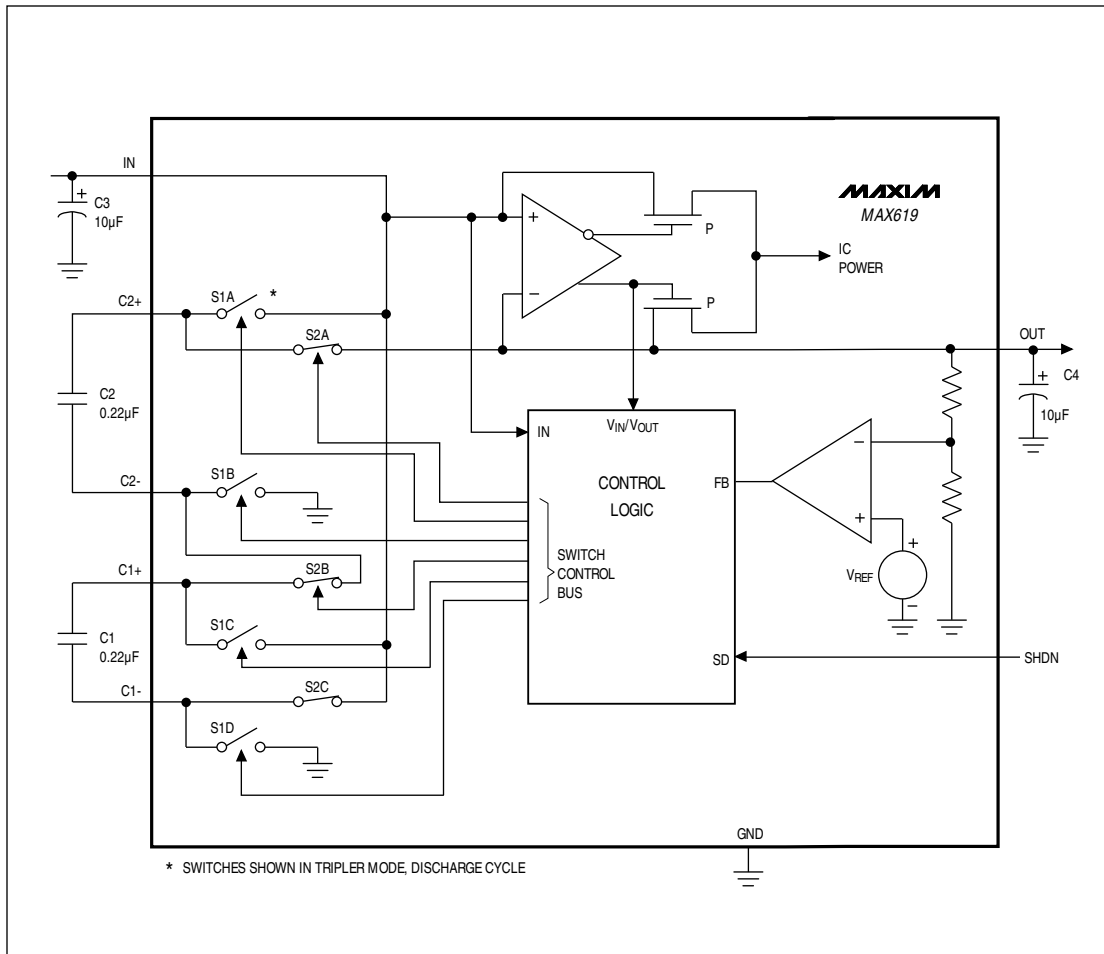 IN
C3
10µF
+
MAXIM
MAX619
+
P
IC
POWER
−
P
C2+
S1A
*
S2A
OUT
+
C4
10µF
C2
0.22µF
IN
VIN/VOUT
CONTROL
LOGIC
FB
−
+
VREF
+
−
C2-
S1B
SWITCH
CONTROL
BUS
C1+
S2B
C1
0.22µF
S1C
SD
SHDN
C1-
S2C
S1D
GND
* SWITCHES SHOWN IN TRIPLER MODE, DISCHARGE CYCLE